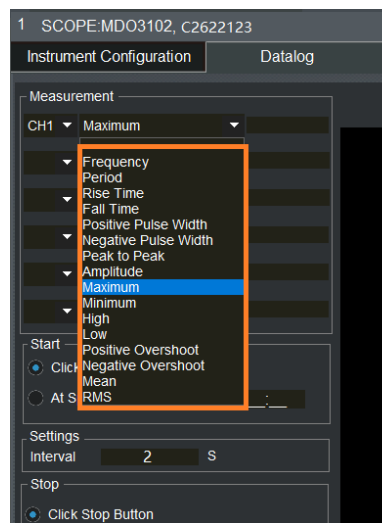 1 SCOPE:MDO3102, C2622123
Instrument Configuration Datalog
Measurement
CH1 Maximum
Frequency
Period
Rise Time
Fall Time
Positive Pulse Width
Negative Pulse Width
Peak to Peak
Amplitude
Maximum
Minimum
High
Low
Positive Overshoot
Negative Overshoot
Mean
RMS
Start
Click
At S __:__
Settings
Interval 2 S
Stop
Click Stop Button